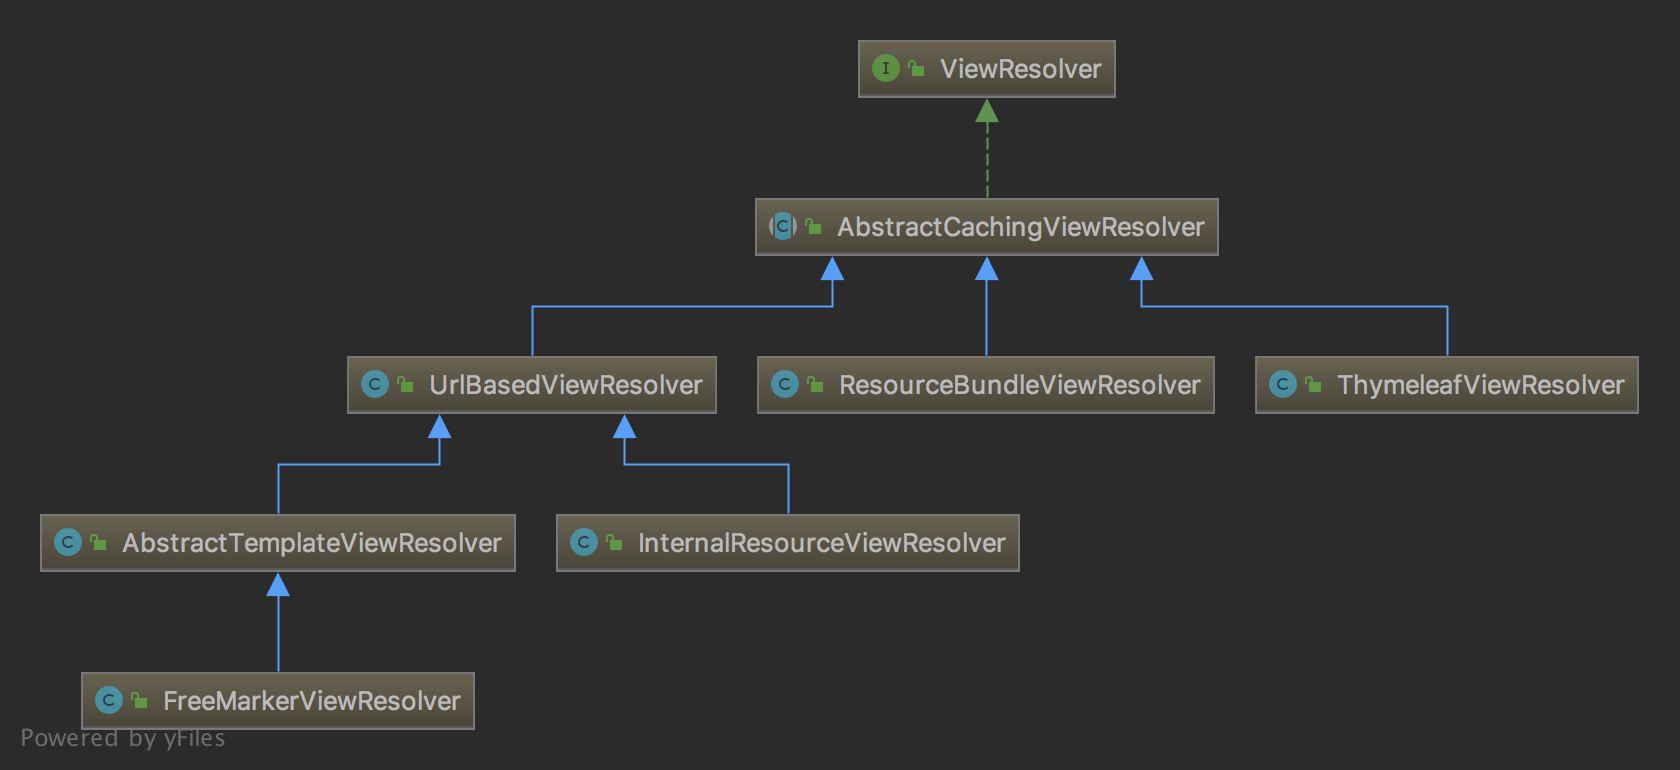 ViewResolver
AbstractCachingViewResolver
UrlBasedViewResolver
ResourceBundleViewResolver
ThymeleafViewResolver
AbstractTemplateViewResolver
InternalResourceViewResolver
FreeMarkerViewResolver
Powered by yFiles